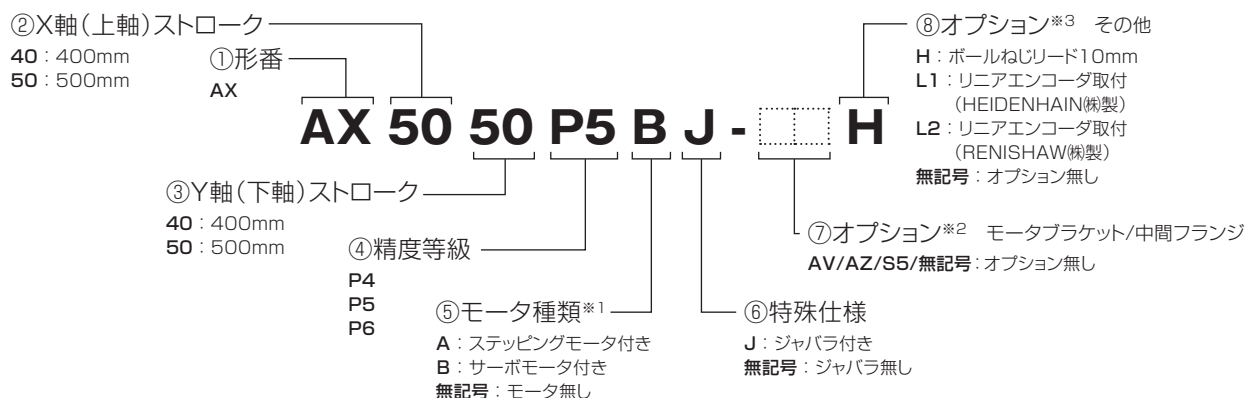 ②X軸(上軸)ストローク
40：400mm
50：500mm
①形番
AX
⑧オプション※3 その他
H：ボールねじリード10mm
L1：リニアエンコーダ取付
(HEIDENHAIN㈱製)
L2：リニアエンコーダ取付
(RENISHAW㈱製)
無記号：オプション無し
AX 50 50 P5 B J - H
③Y軸(下軸)ストローク
40：400mm
50：500mm
④精度等級
P4
P5
P6
⑤モータ種類※1
A：ステッピングモータ付き
B：サーボモータ付き
無記号：モータ無し
⑥特殊仕様
J：ジャバラ付き
無記号：ジャバラ無し
⑦オプション※2 モータブラケット/中間フランジ
AV/AZ/S5/無記号：オプション無し